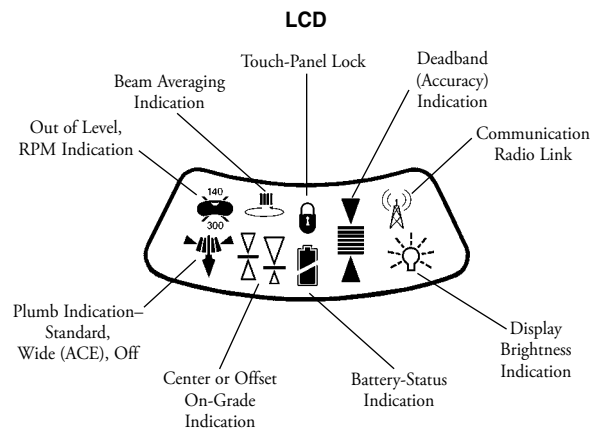 LCD
Touch-Panel Lock
Deadband
(Accuracy)
Indication
Beam Averaging
Indication
Out of Level,
RPM Indication
Communication
Radio Link
140
300
Plumb Indication–
Standard,
Wide (ACE), Off
Center or Offset
On-Grade
Indication
Battery-Status
Indication
Display
Brightness
Indication